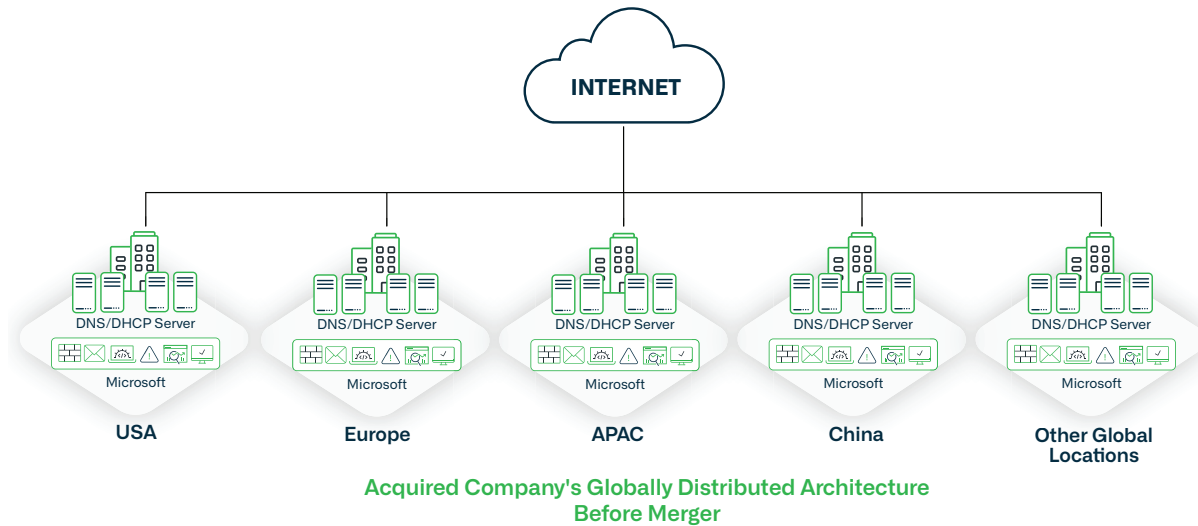 INTERNET
DNS/DHCP Server
Microsoft
USA
DNS/DHCP Server
Microsoft
Europe
DNS/DHCP Server
Microsoft
APAC
DNS/DHCP Server
Microsoft
China
DNS/DHCP Server
Microsoft
Other Global
Locations
Acquired Company's Globally Distributed Architecture
Before Merger